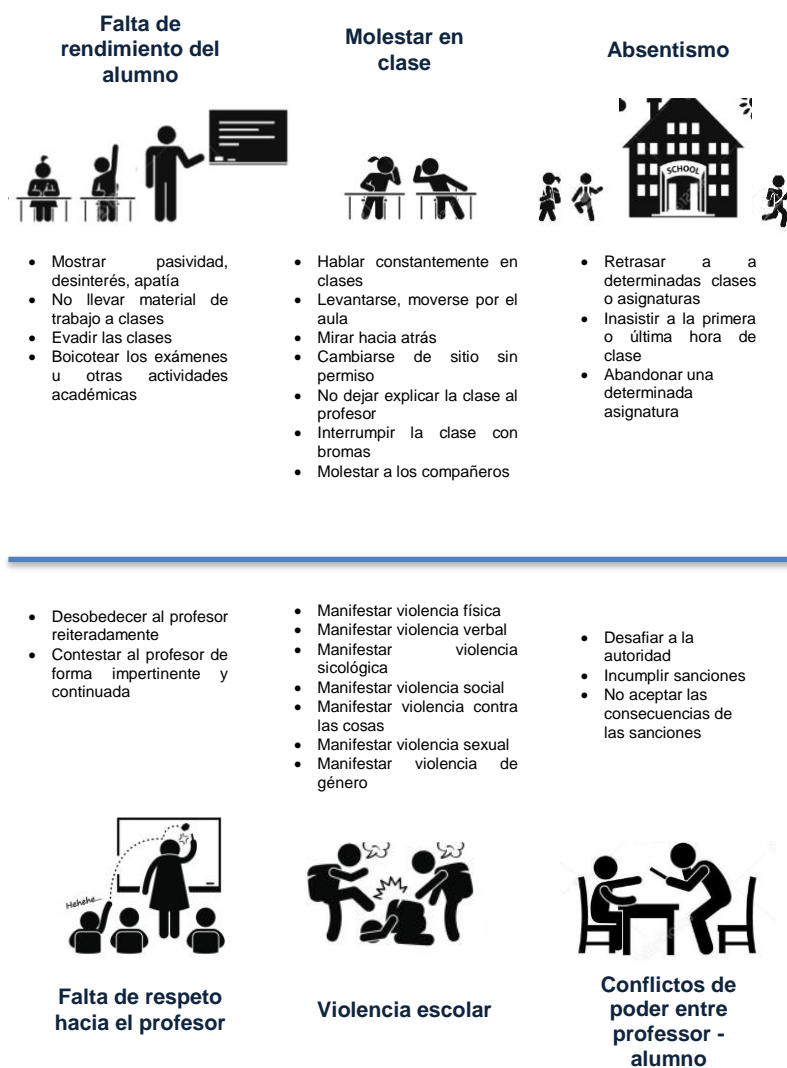 Falta de
rendimiento del
alumno
Molestar en
clase
Absentismo
SCHOOL
• Mostrar pasividad,
desinterés, apatía
• No llevar material de
trabajo a clases
• Evadir las clases
• Boicotear los exámenes
u otras actividades
académicas
• Hablar constantemente en
clases
• Levantarse, moverse por el
aula
• Mirar hacia atrás
• Cambiarse de sitio sin
permiso
• No dejar explicar la clase al
profesor
• Interrumpir la clase con
bromas
• Molestar a los compañeros
• Retrasar a a
determinadas clases
o asignaturas
• Inasistir a la primera
o última hora de
clase
• Abandonar una
determinada
asignatura
• Desobedecer al profesor
reiteradamente
• Contestar al profesor de
forma impertinente y
continuada
• Manifestar violencia física
• Manifestar violencia verbal
• Manifestar violencia
sicológica
• Manifestar violencia social
• Manifestar violencia contra
las cosas
• Manifestar violencia sexual
• Manifestar violencia de
género
• Desafiar a la
autoridad
• Incumplir sanciones
• No aceptar las
consecuencias de
las sanciones
Hehehe...
Falta de respeto
hacia el profesor
Violencia escolar
Conflictos de
poder entre
professor -
alumno